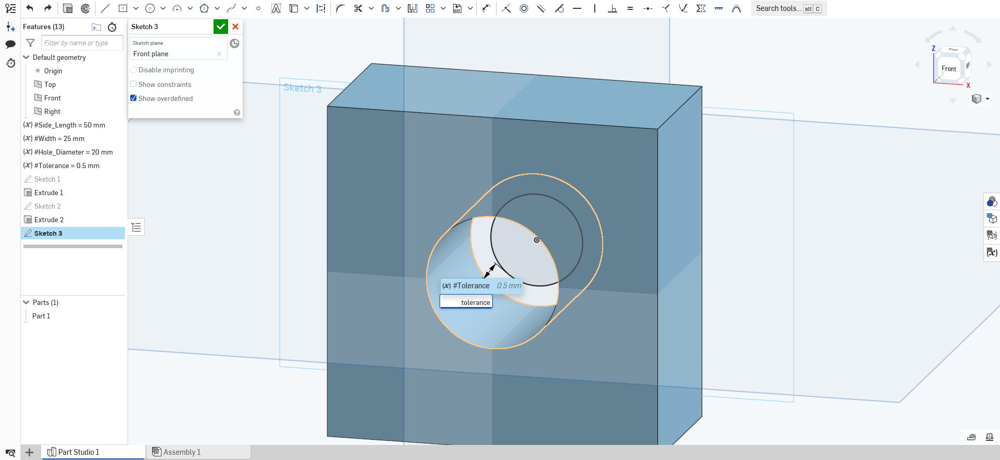 Search tools... alt C
Features (13)
Filter by name or type
Default geometry
Origin
Top
Front
Right
(x) #Side_Length = 50 mm
(x) #Width = 25 mm
(x) #Hole_Diameter = 20 mm
(x) #Tolerance = 0.5 mm
Sketch 1
Extrude 1
Sketch 2
Extrude 2
Sketch 3
Parts (1)
Part 1
Sketch 3
Sketch plane
Front plane
Disable imprinting
Show constraints
Show overdefined
Sketch 3
(x) #Tolerance 0.5 mm
tolerance
Z
Top
Front
Right
Y
X
(x)
Part Studio 1
Assembly 1